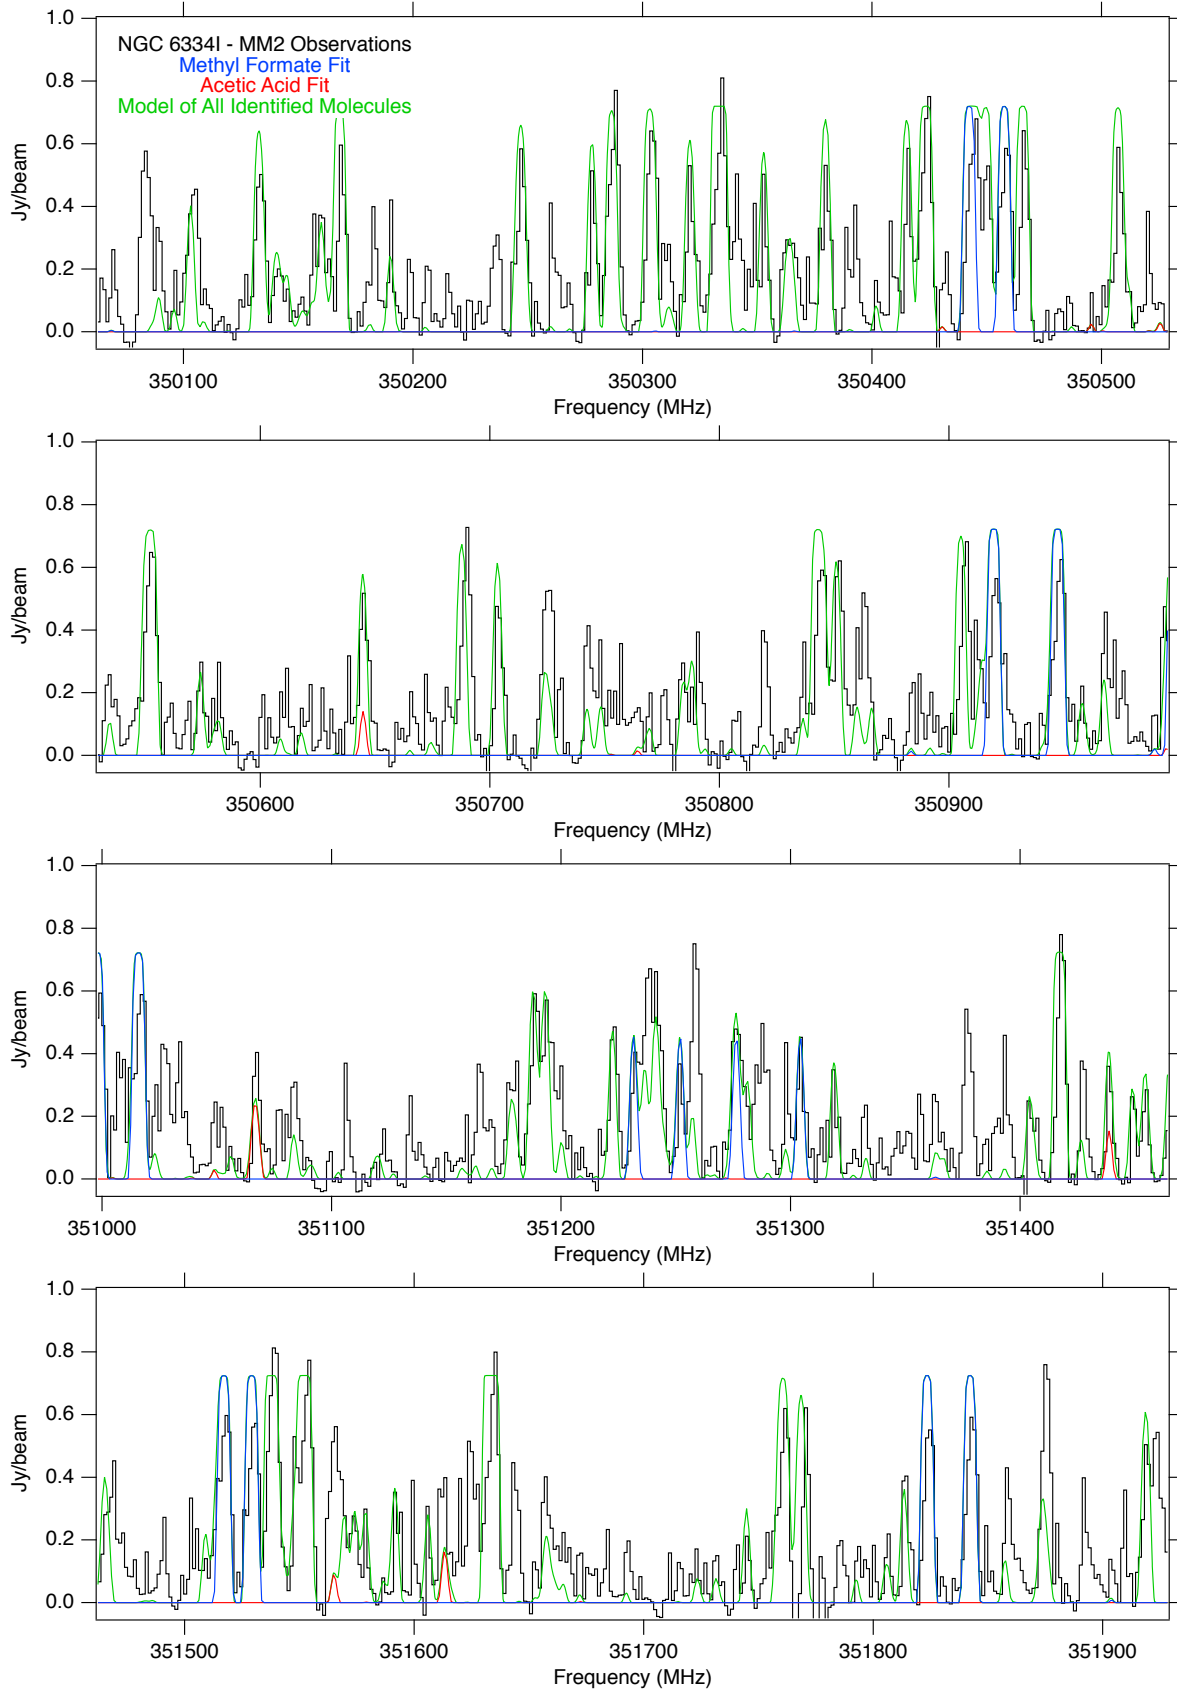 1.0
NGC 6334I - MM2 Observations
Methyl Formate Fit
0.8
Acetic Acid Fit
Model of All Identified Molecules
0.6
Jy/beam
0.4
0.2
0.0
350100 350200 350300 350400 350500
Frequency (MHz)
1.0
0.8
0.6
Jy/beam
0.4
0.2
0.0
350600 350700 350800 350900
Frequency (MHz)
1.0
0.8
0.6
Jy/beam
0.4
0.2
0.0
351000 351100 351200 351300 351400
Frequency (MHz)
1.0
0.8
0.6
Jy/beam
0.4
0.2
0.0
351500 351600 351700 351800 351900
Frequency (MHz)